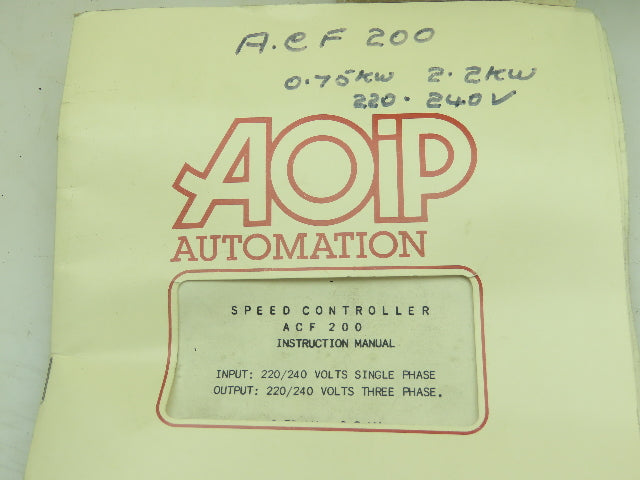 A.CF 200
0.75KW 2.2KW
220. 240V
AOiP
AUTOMATION
SPEED CONTROLLER
ACF 200
INSTRUCTION MANUAL
INPUT: 220/240 VOLTS SINGLE PHASE
OUTPUT: 220/240 VOLTS THREE PHASE.